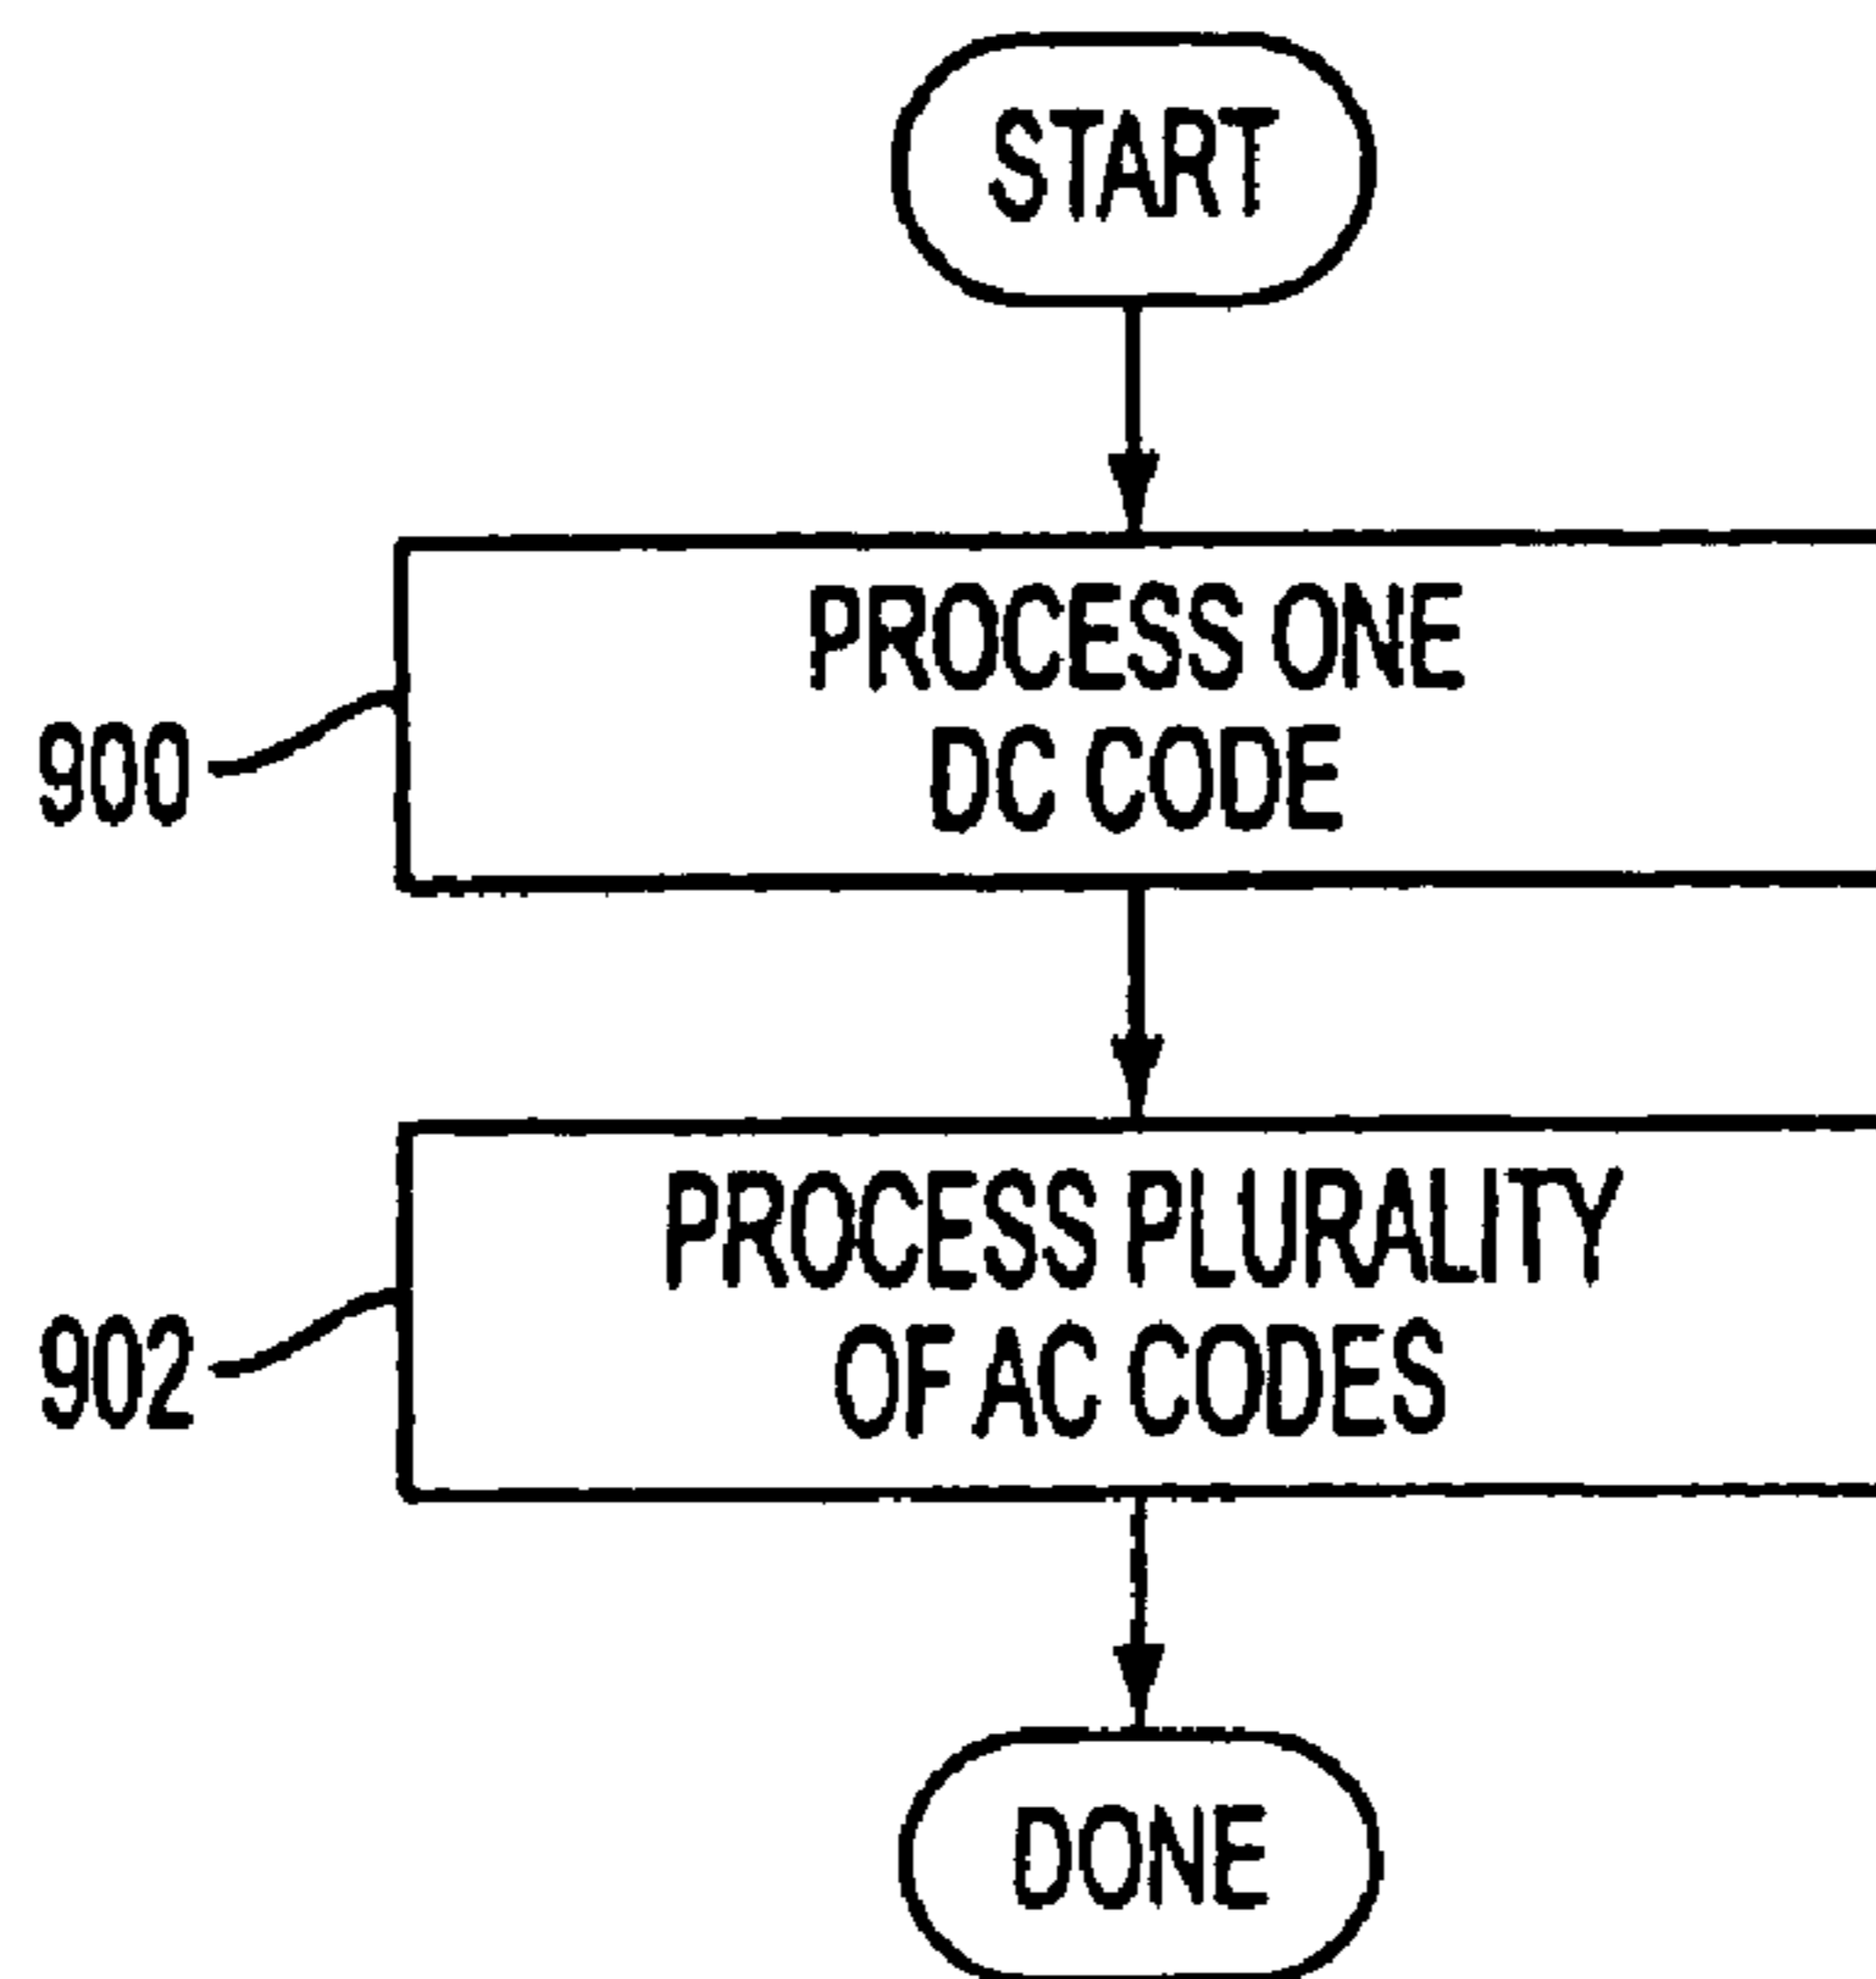 START
PROCESS ONE
DC CODE
900
PROCESS PLURALITY
OF AC CODES
902
DONE